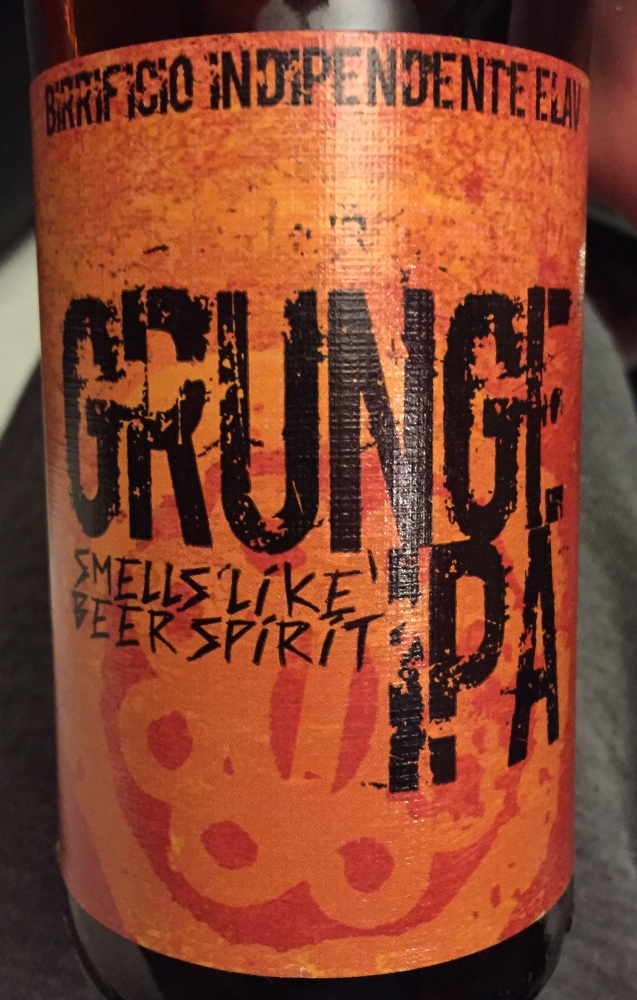 BIRRIFICIO INDIPENDENTE ELAV
GRUNGE
IPA
SMELLS 'LIKE'
BEER SPIRIT